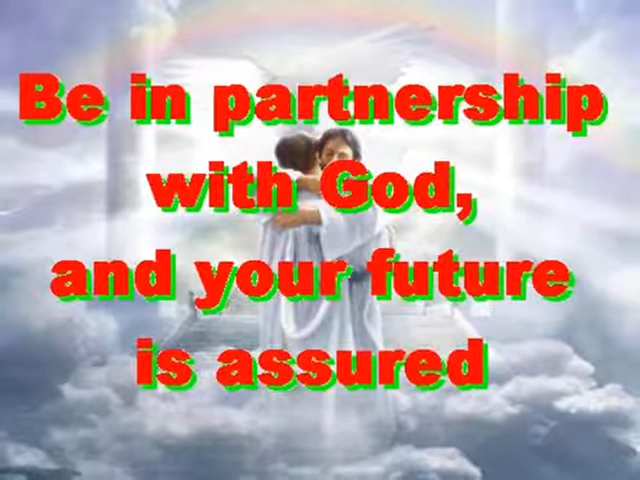 Be in partnership
with God,
and your future
is assured